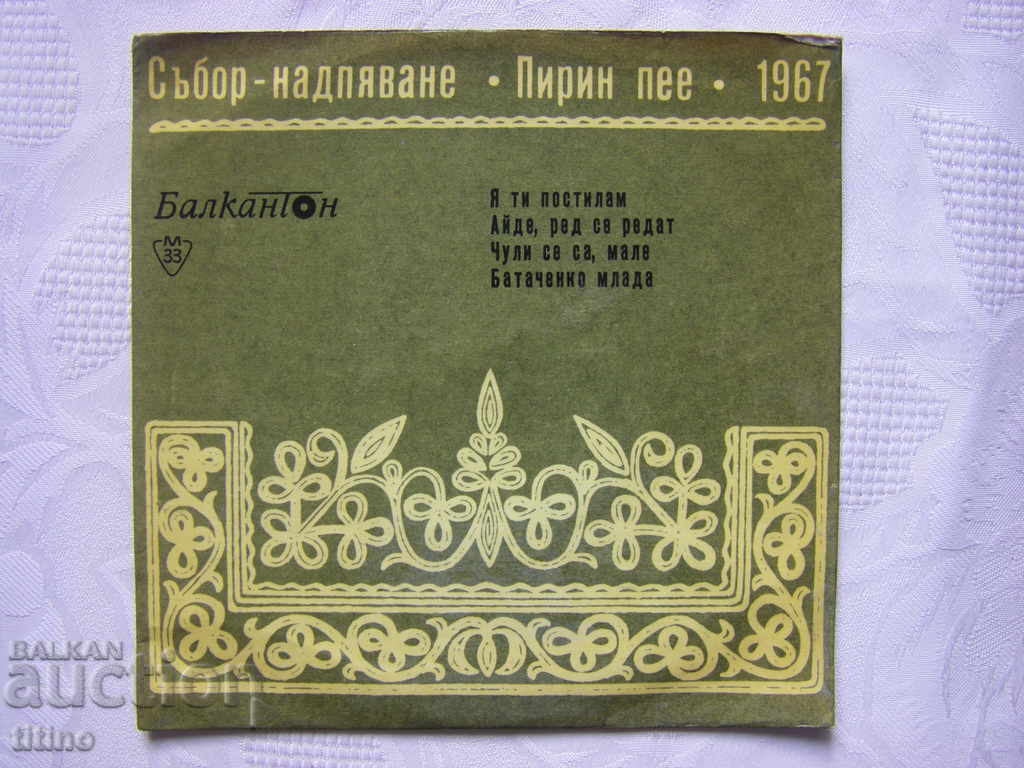 Събор-надпяване • Пирин пее • 1967
Балкантон
М
33
Я ти постилам
Айде, ред се редат
Чули се са, мале
Батаченко млада
BALKAN
auction
titino